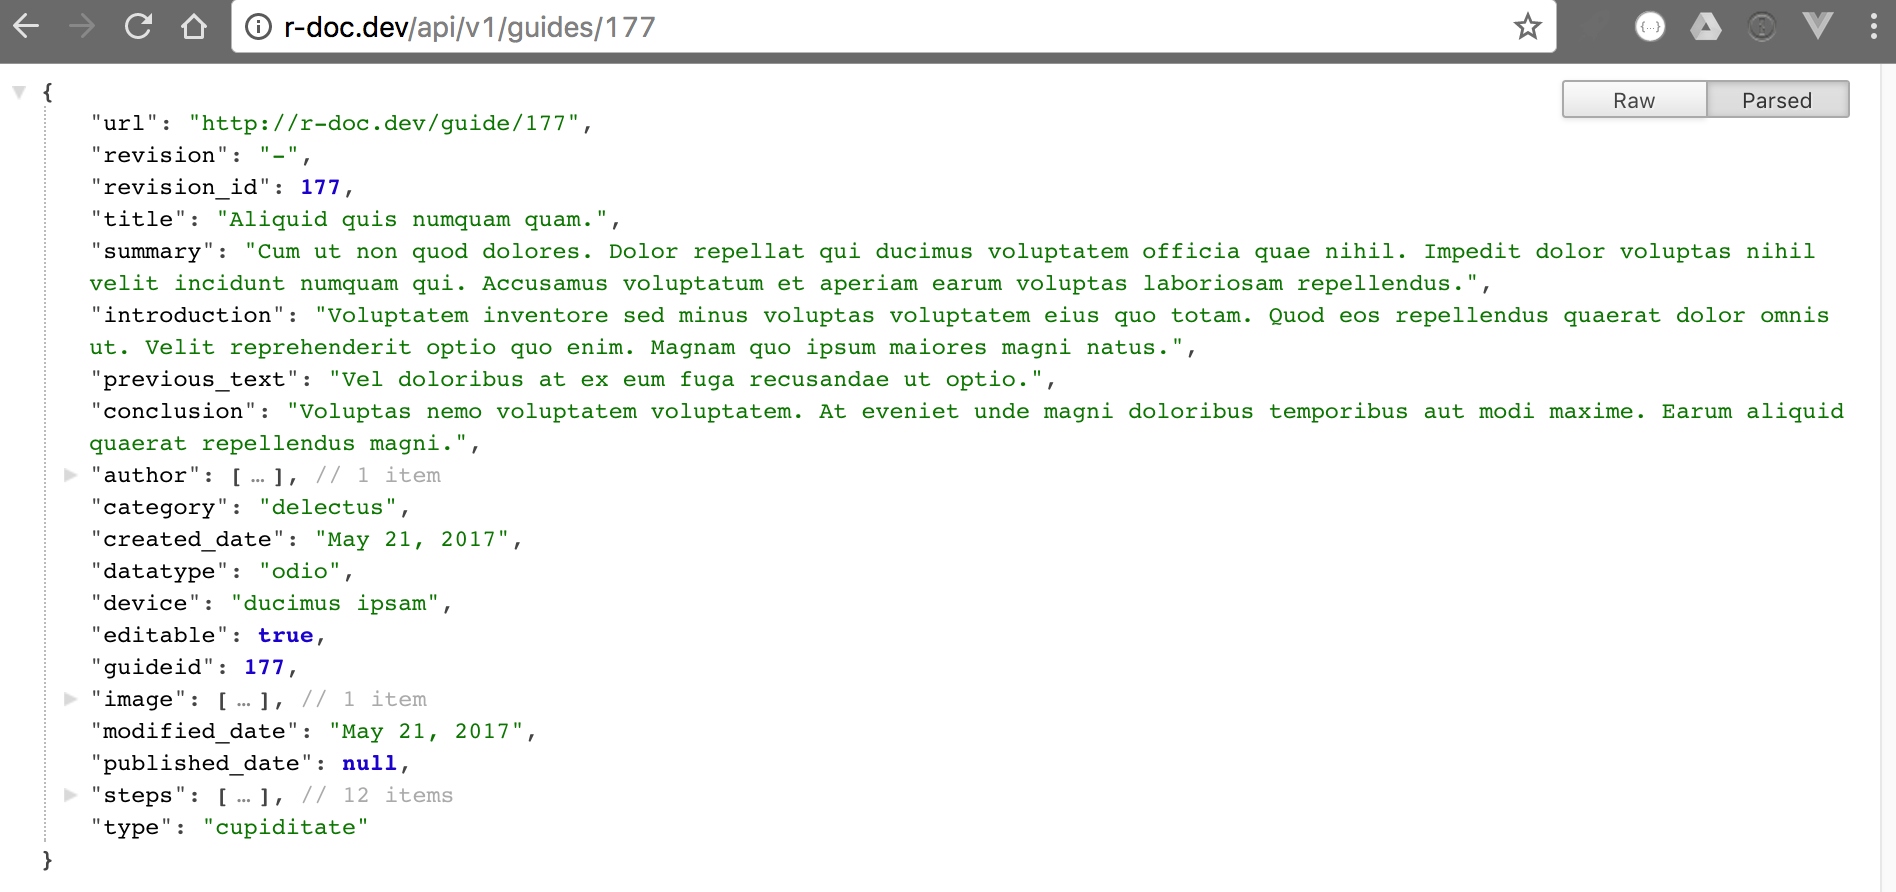 r-doc.dev/api/v1/guides/177
Raw Parsed
{
"url": "http://r-doc.dev/guide/177",
"revision": "-",
"revision_id": 177,
"title": "Aliquid quis numquam quam.",
"summary": "Cum ut non quod dolores. Dolor repellat qui ducimus voluptatem officia quae nihil. Impedit dolor voluptas nihil
velit incidunt numquam qui. Accusamus voluptatum et aperiam earum voluptas laboriosam repellendus.",
"introduction": "Voluptatem inventore sed minus voluptas voluptatem eius quo totam. Quod eos repellendus quaerat dolor omnis
ut. Velit reprehenderit optio quo enim. Magnam quo ipsum maiores magni natus.",
"previous_text": "Vel doloribus at ex eum fuga recusandae ut optio.",
"conclusion": "Voluptas nemo voluptatem voluptatem. At eveniet unde magni doloribus temporibus aut modi maxime. Earum aliquid
quaerat repellendus magni.",
"author": [ … ], // 1 item
"category": "delectus",
"created_date": "May 21, 2017",
"datatype": "odio",
"device": "ducimus ipsam",
"editable": true,
"guideid": 177,
"image": [ … ], // 1 item
"modified_date": "May 21, 2017",
"published_date": null,
"steps": [ … ], // 12 items
"type": "cupiditate"
}